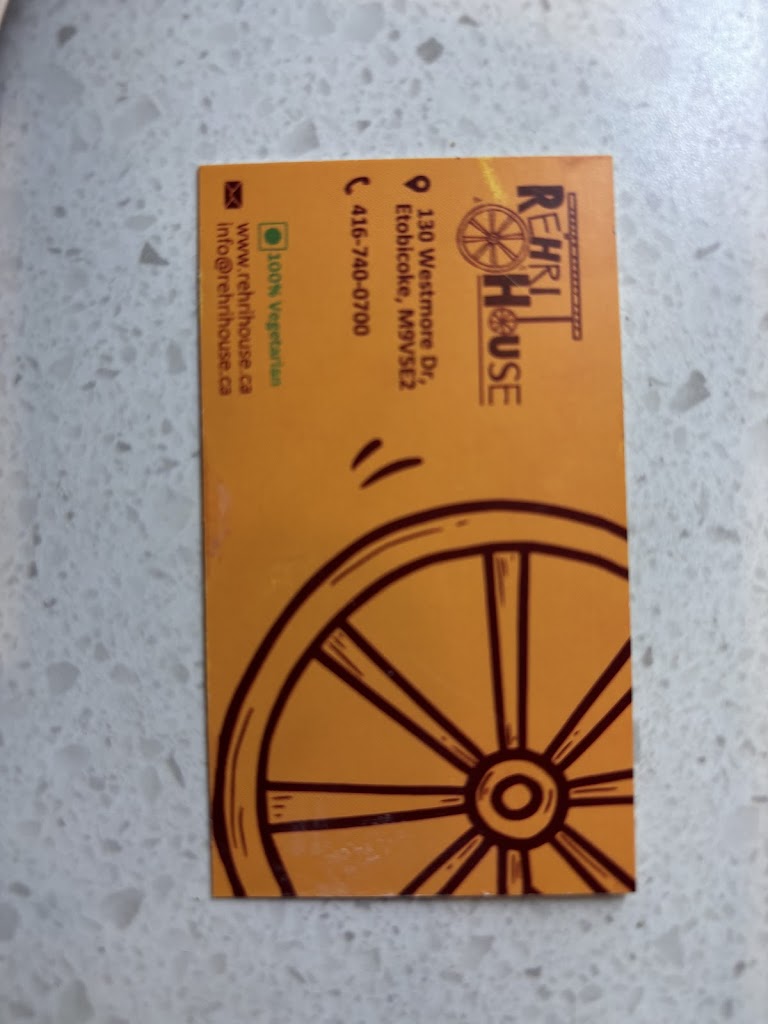 REHRI
HOUSE
130 Westmore Dr,
Etobicoke, M9V5E2
416-740-0700
100% Vegetarian
www.rehrihouse.ca
info@rehrihouse.ca